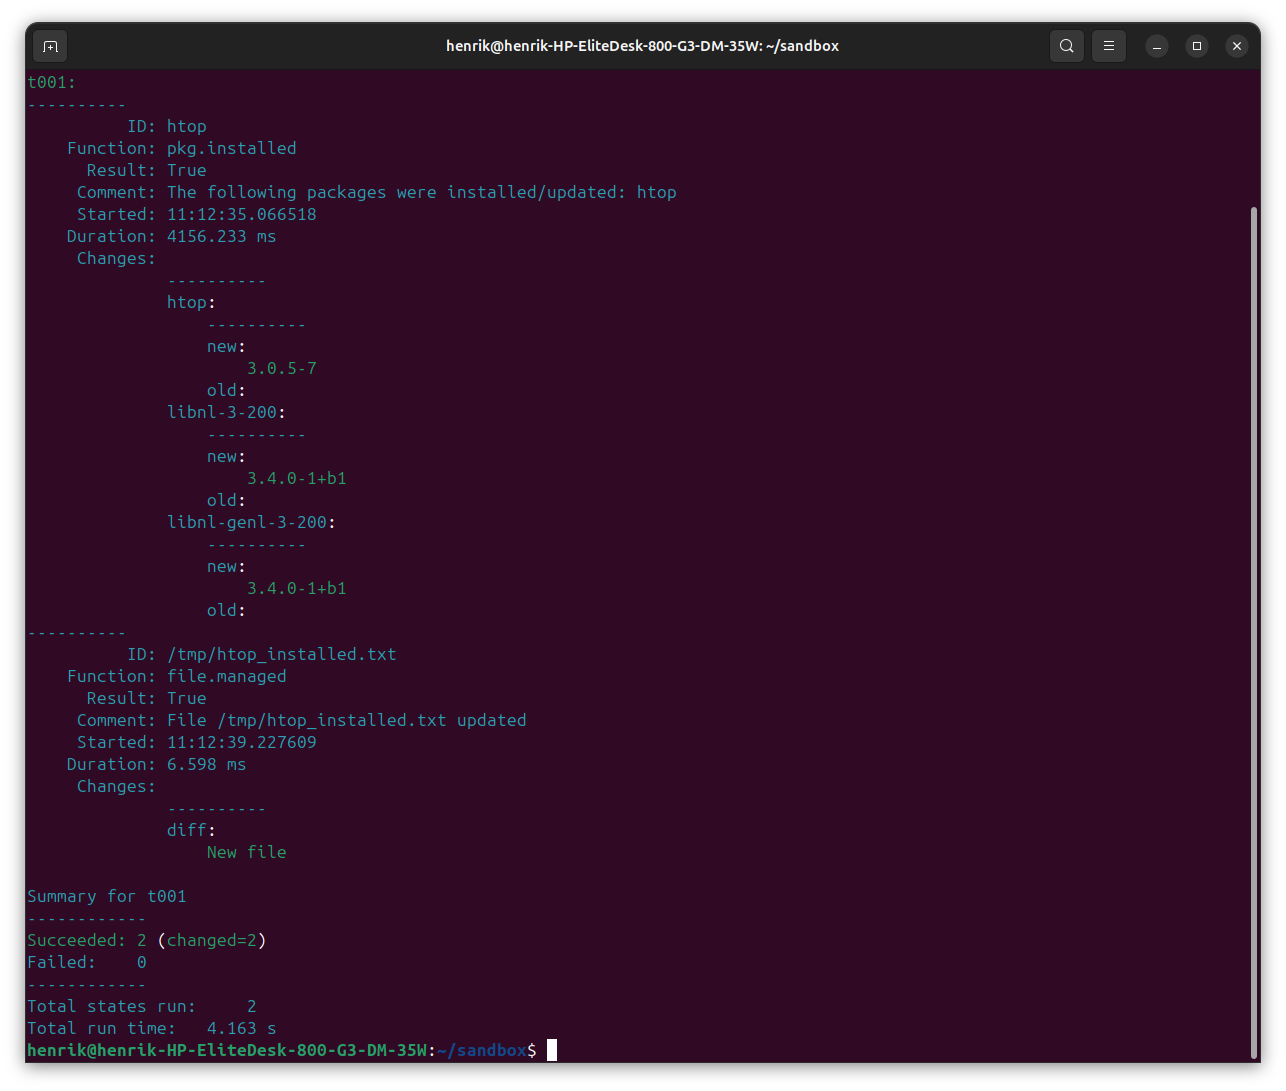 henrik@henrik-HP-EliteDesk-800-G3-DM-35W: ~/sandbox
t001:
----------
          ID: htop
    Function: pkg.installed
      Result: True
     Comment: The following packages were installed/updated: htop
     Started: 11:12:35.066518
    Duration: 4156.233 ms
     Changes:
              ----------
              htop:
                  ----------
                  new:
                      3.0.5-7
                  old:
              libnl-3-200:
                  ----------
                  new:
                      3.4.0-1+b1
                  old:
              libnl-genl-3-200:
                  ----------
                  new:
                      3.4.0-1+b1
                  old:
----------
          ID: /tmp/htop_installed.txt
    Function: file.managed
      Result: True
     Comment: File /tmp/htop_installed.txt updated
     Started: 11:12:39.227609
    Duration: 6.598 ms
     Changes:
              ----------
              diff:
                  New file

Summary for t001
------------
Succeeded: 2 (changed=2)
Failed:    0
------------
Total states run:     2
Total run time:   4.163 s
henrik@henrik-HP-EliteDesk-800-G3-DM-35W:~/sandbox$